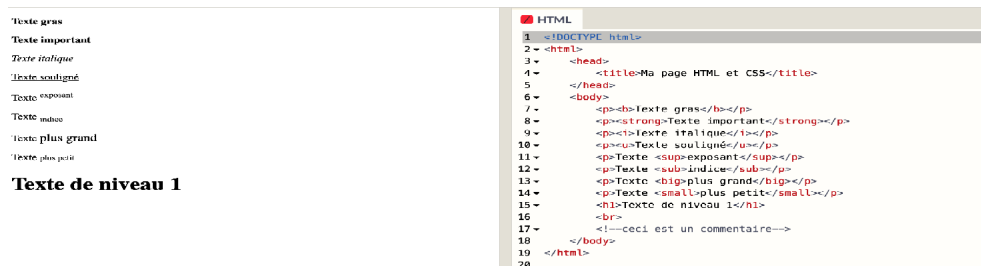 Texte gras
Texte important
Texte italique
Texte souligné
Texte exposant
Texte indice
Texte plus grand
Texte plus petit
Texte de niveau 1
HTML
1 <!DOCTYPE html>
2 <html>
3 <head>
4 <title>Ma page HTML et CSS</title>
5 </head>
6 <body>
7 <p><b>Texte gras</b></p>
8 <p><strong>Texte important</strong></p>
9 <p><i>Texte italique</i></p>
10 <p><u>Texte souligné</u></p>
11 <p>Texte <sup>exposant</sup></p>
12 <p>Texte <sub>indice</sub></p>
13 <p>Texte <big>plus grand</big></p>
14 <p>Texte <small>plus petit</small></p>
15 <h1>Texte de niveau 1</h1>
16 <br>
17 <!--ceci est un commentaire-->
18 </body>
19 </html>
20